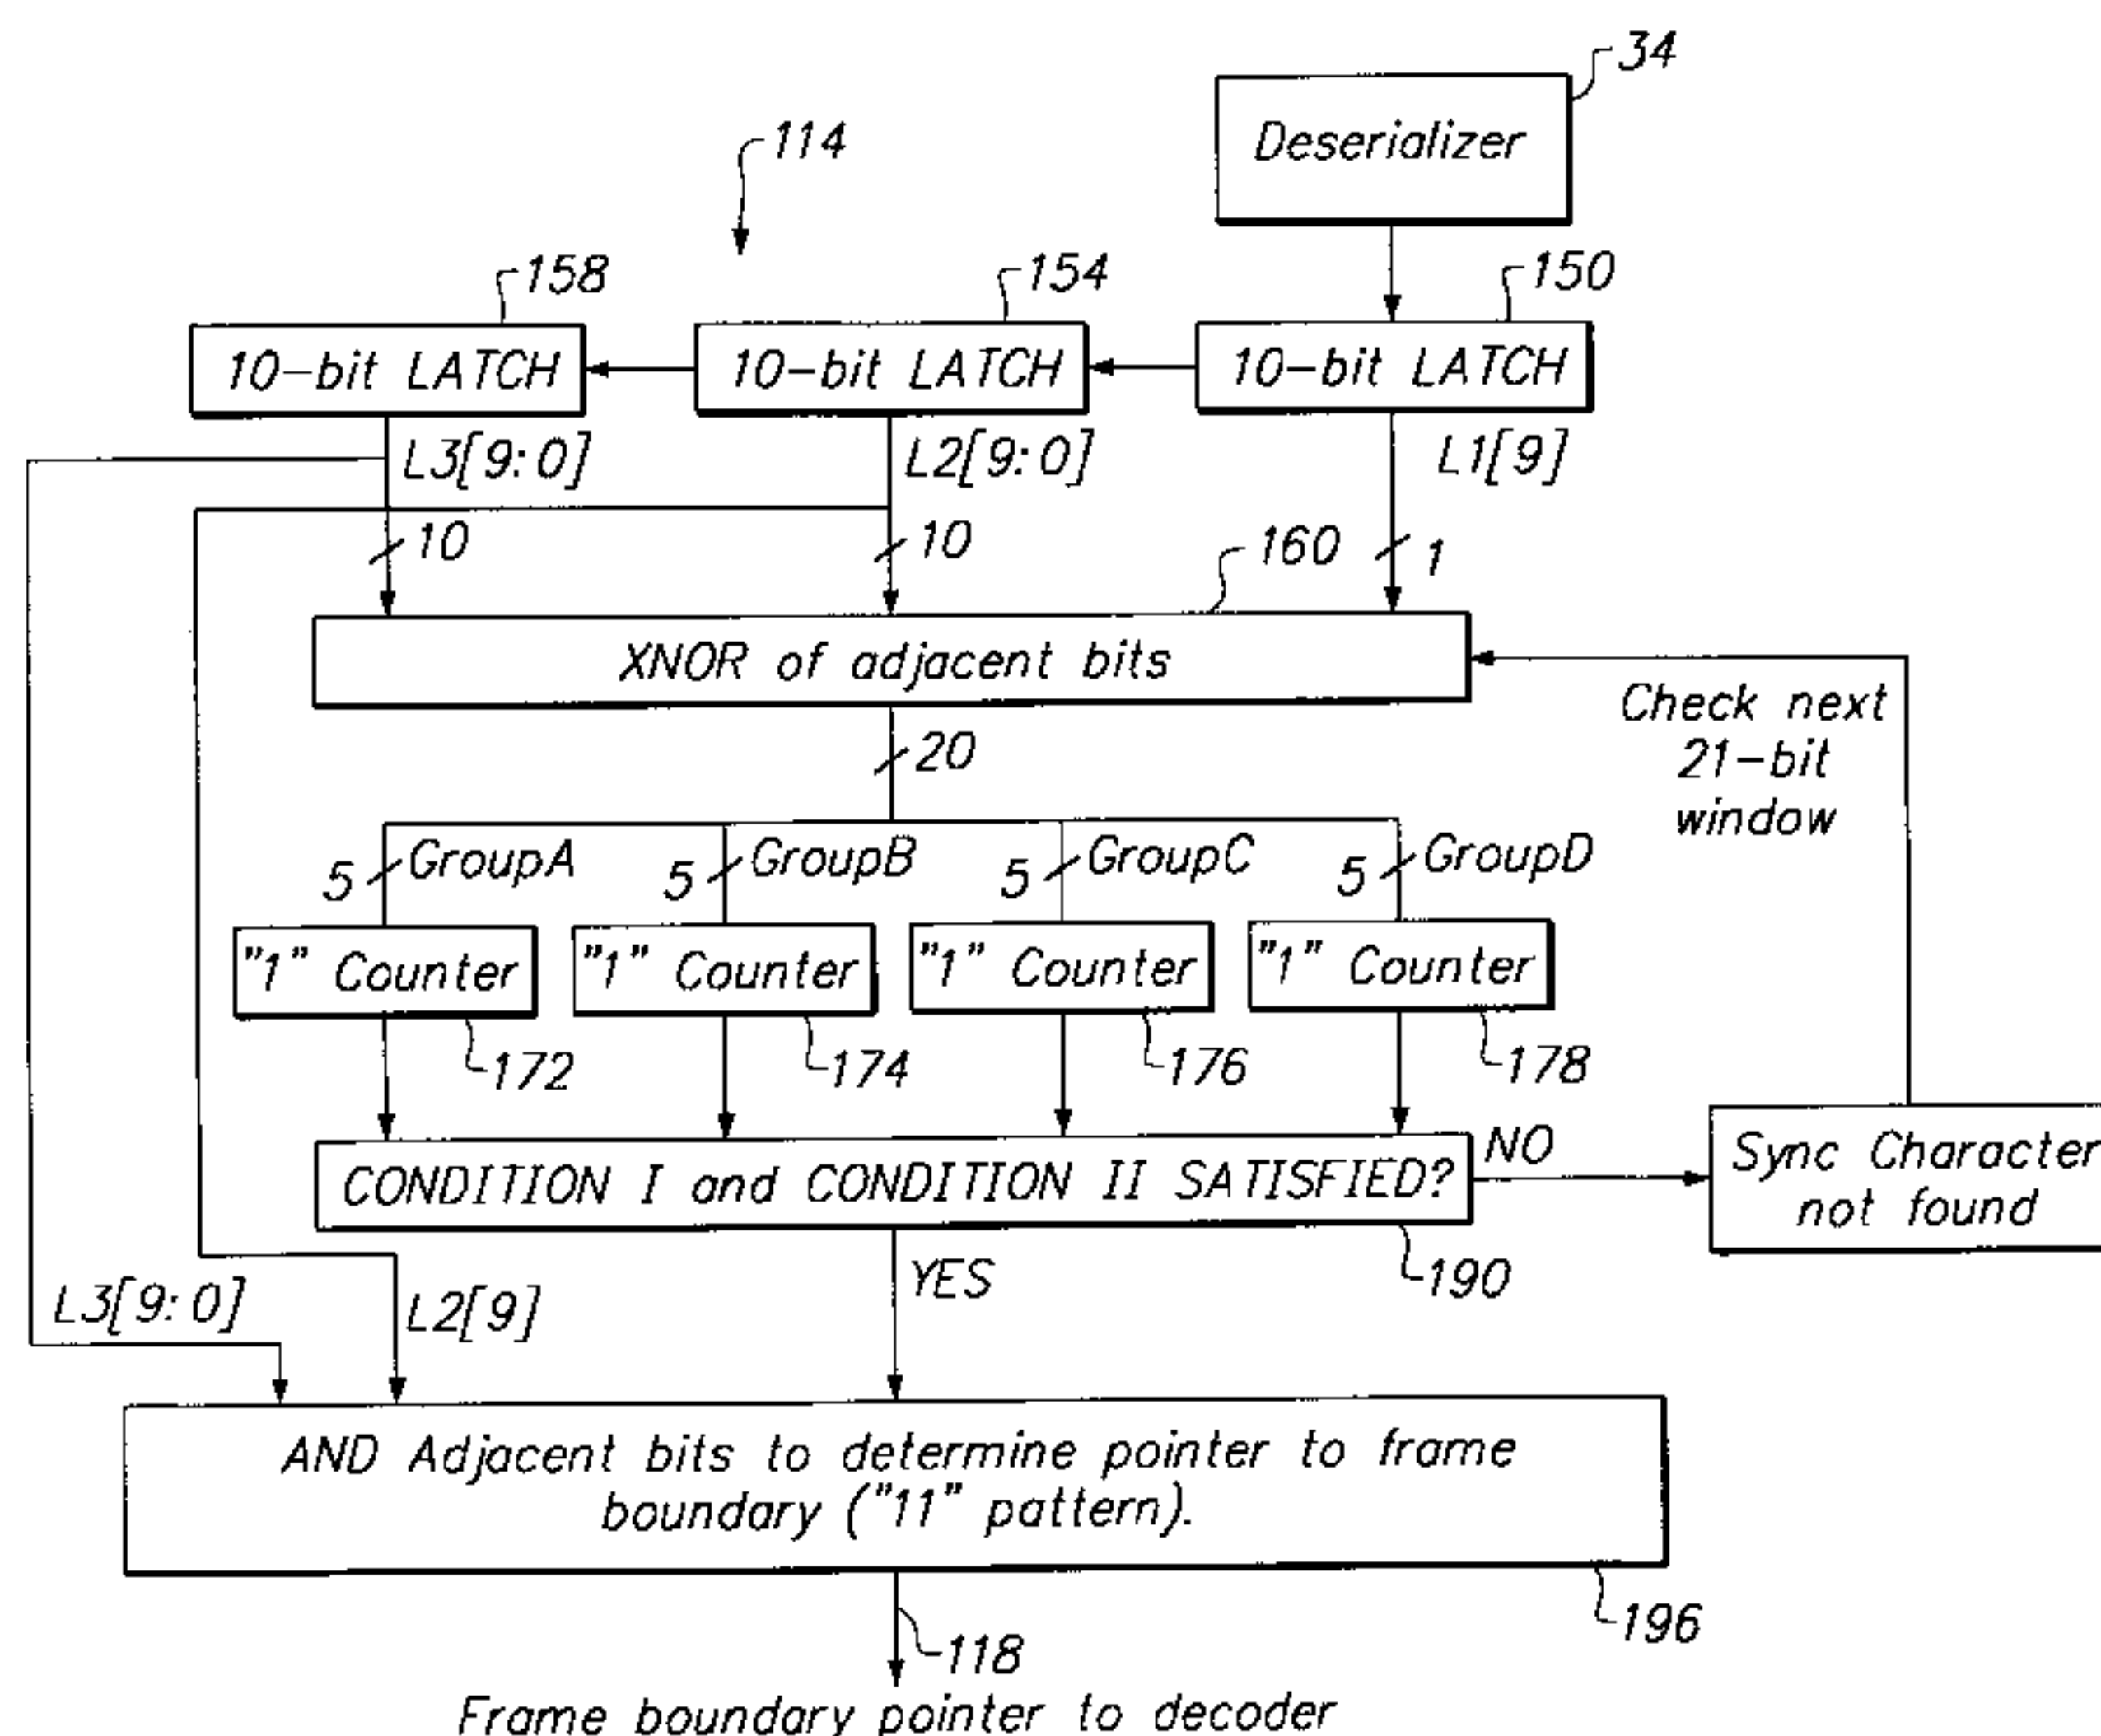 34
Deserializer
114
158
154
150
10-bit LATCH
10-bit LATCH
10-bit LATCH
L3[9:0]
L2[9:0]
L1[9]
10
10
160
1
XNOR of adjacent bits
Check next
21-bit
window
20
5
GroupA
5
GroupB
5
GroupC
5
GroupD
"1" Counter
"1" Counter
"1" Counter
"1" Counter
172
174
176
178
CONDITION I and CONDITION II SATISFIED?
NO
Sync Character
not found
190
YES
L3[9:0]
L2[9]
AND Adjacent bits to determine pointer to frame
boundary ("11" pattern).
196
118
Frame boundary pointer to decoder